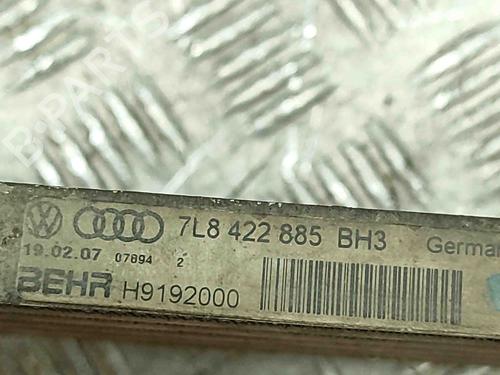 B-PARTS
7L8 422 885 BH3 German
19.02.07 07894 2
BEHR H9192000